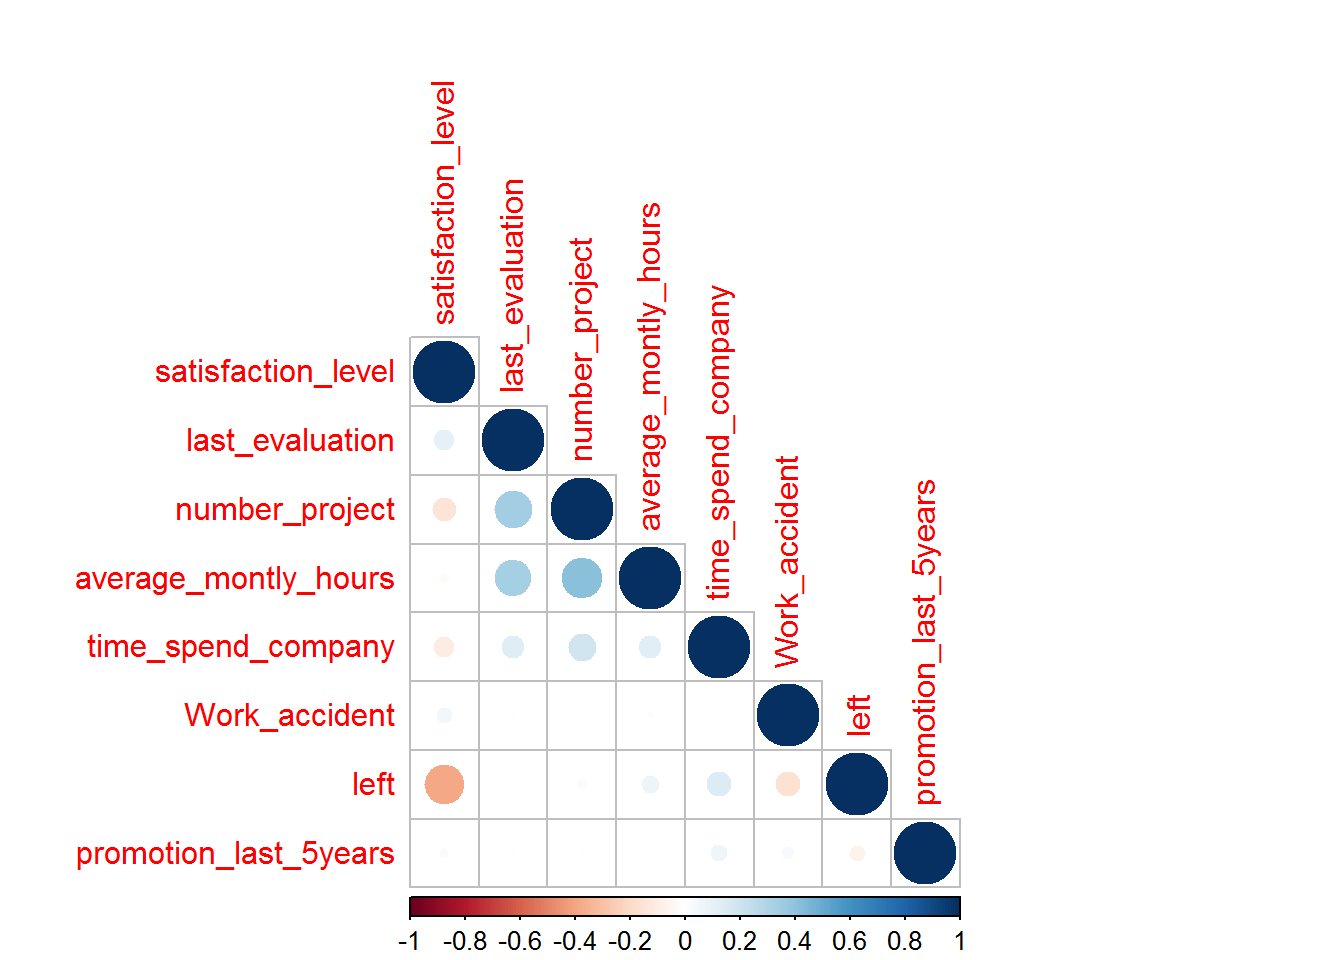 satisfaction_level
last_evaluation
number_project
average_montly_hours
time_spend_company
Work_accident
left
promotion_last_5years
satisfaction_level
last_evaluation
number_project
average_montly_hours
time_spend_company
Work_accident
left
promotion_last_5years
-1 -0.8 -0.6 -0.4 -0.2 0 0.2 0.4 0.6 0.8 1